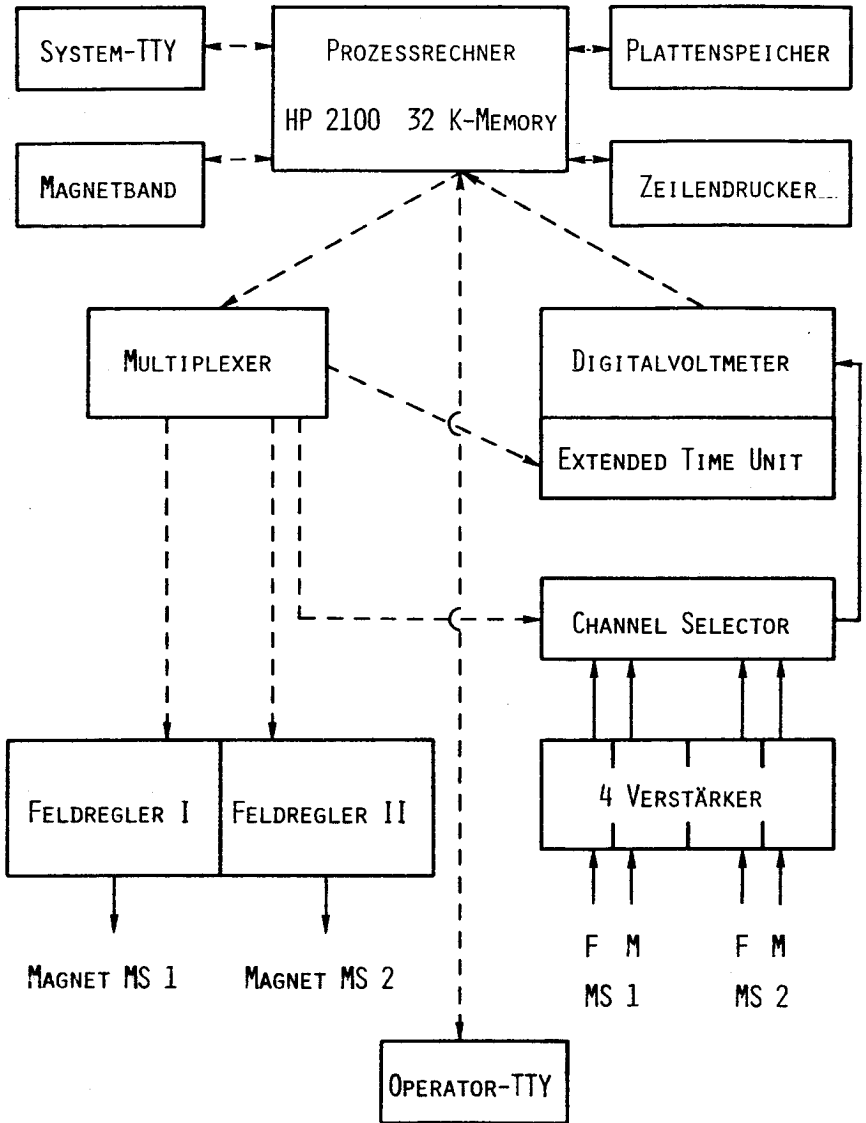 SYSTEM-TTY
PROZESSRECHNER
HP 2100 32 K-MEMORY
PLATTENSPEICHER
MAGNETBAND
ZEILENDRUCKER
MULTIPLEXER
DIGITALVOLTMETER
EXTENDED TIME UNIT
CHANNEL SELECTOR
FELDREGLER I
FELDREGLER II
4 VERSTÄRKER
MAGNET MS 1
MAGNET MS 2
F M
MS 1
F M
MS 2
OPERATOR-TTY